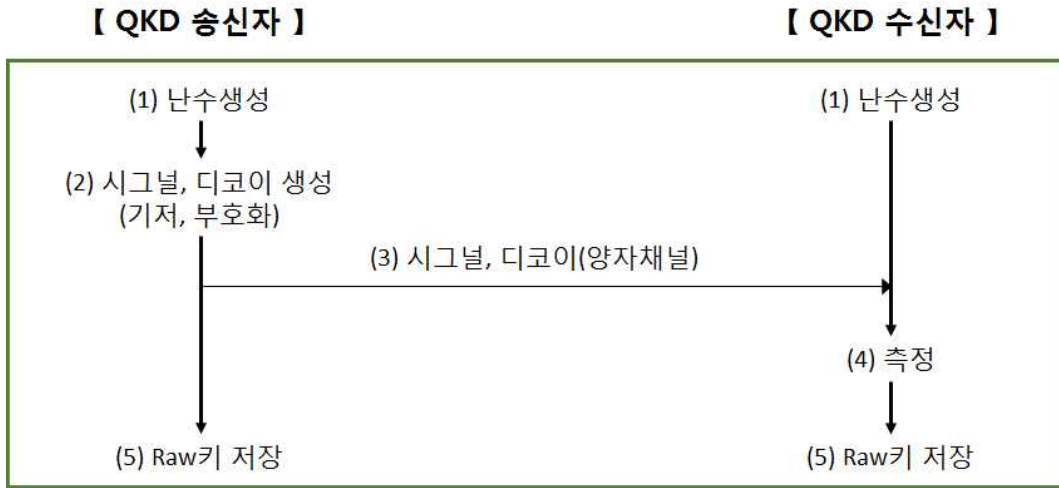 【 QKD 송신자 】
【 QKD 수신자 】
(1) 난수생성
(1) 난수생성
(2) 시그널, 디코이 생성
(기저, 부호화)
(3) 시그널, 디코이(양자채널)
(4) 측정
(5) Raw키 저장
(5) Raw키 저장